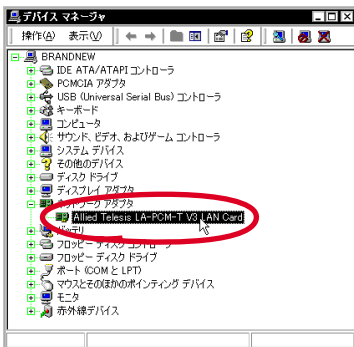 デバイス マネージャ
操作(A) 表示(V)
BRANDNEW
IDE ATA/ATAPI コントローラ
PCMCIA アダプタ
USB (Universal Serial Bus) コントローラ
キーボード
コンピュータ
サウンド、ビデオ、およびゲーム コントローラ
システム デバイス
その他のデバイス
ディスク ドライブ
ディスプレイ アダプタ
ネットワーク アダプタ
Allied Telesis LA-PCM-T V3 LAN Card
バッテリ
フロッピー ディスク コントローラ
フロッピー ディスク ドライブ
ポート (COM と LPT)
マウスとそのほかのポインティング デバイス
モニタ
赤外線デバイス